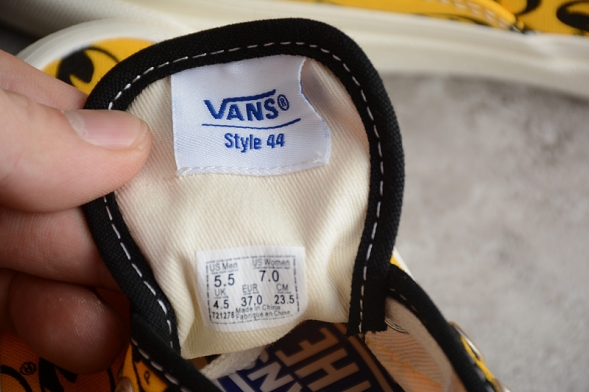 VANS®
Style 44
US Men US Women
5.5 7.0
UK EUR CM
4.5 37.0 23.5
721278 Made in China
Fabriqué en Chine